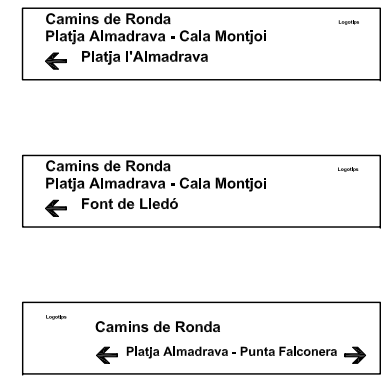 Camins de Ronda
Logotips
Platja Almadrava - Cala Montjoi
Platja l'Almadrava
Camins de Ronda
Logotips
Platja Almadrava - Cala Montjoi
Font de Lledó
Logotips
Camins de Ronda
Platja Almadrava - Punta Falconera